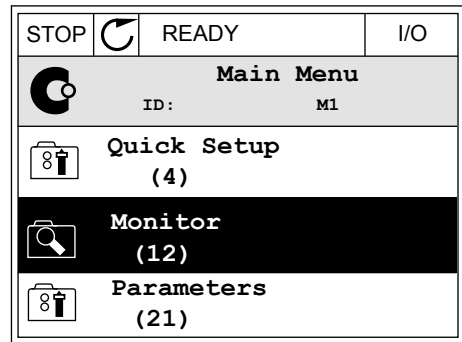 STOP READY I/O
Main Menu
ID: M1
Quick Setup
(4)
Monitor
(12)
Parameters
(21)